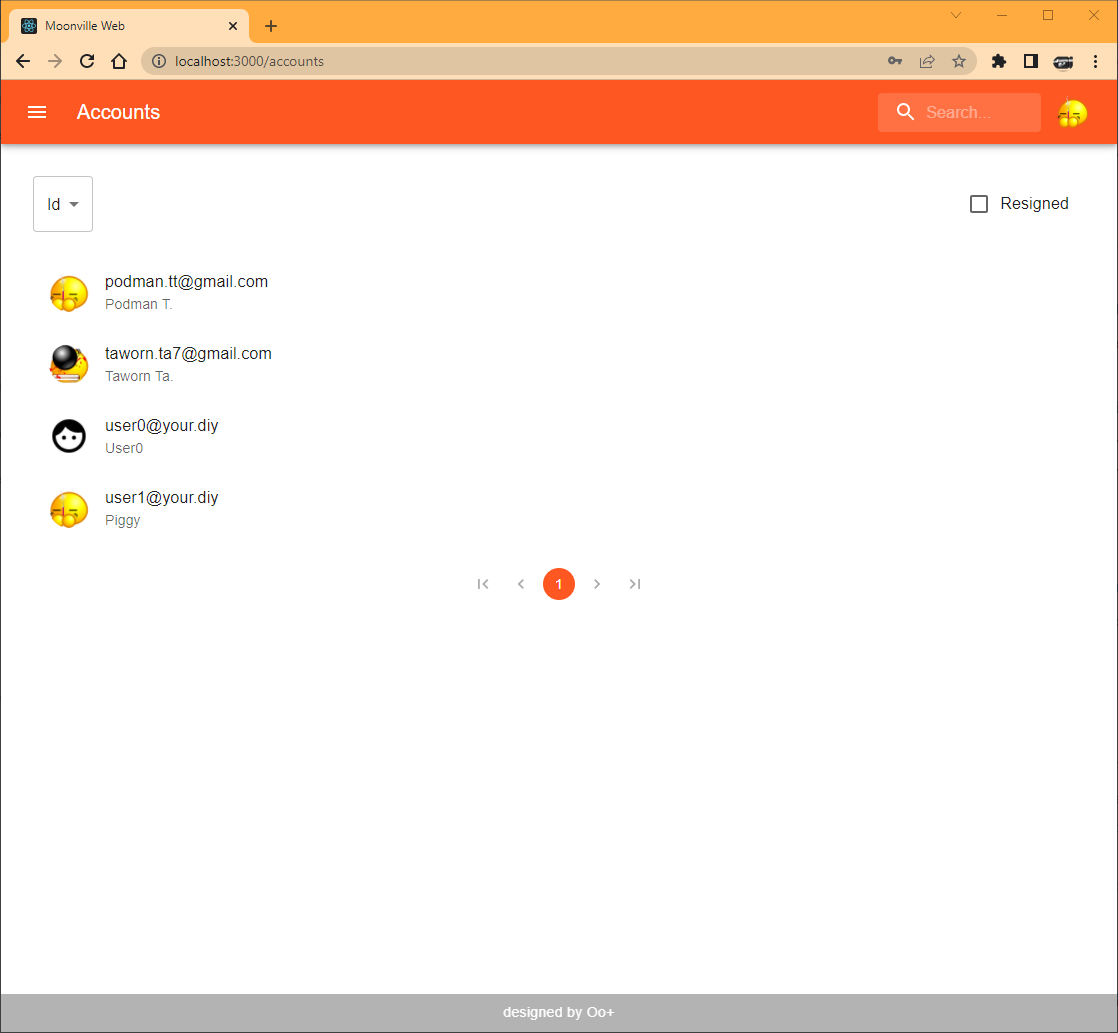 Moonville Web
localhost:3000/accounts
Accounts
Search...
Id
Resigned
podman.tt@gmail.com
Podman T.
taworn.ta7@gmail.com
Taworn Ta.
user0@your.diy
User0
user1@your.diy
Piggy
1
designed by Oo+